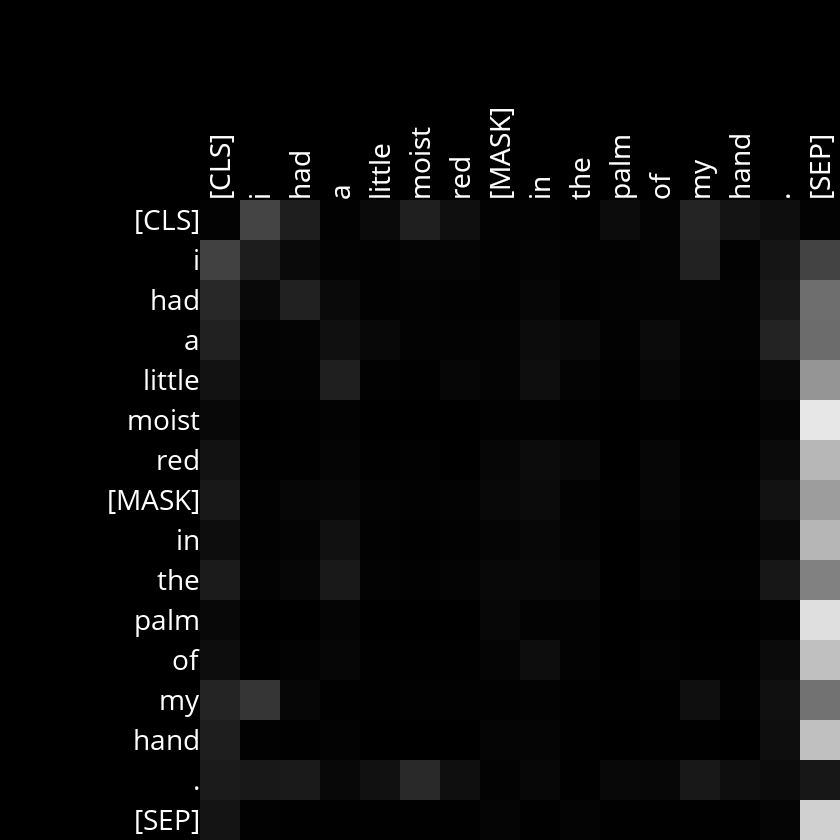 [CLS] i had a little moist red [MASK] in the palm of my hand . [SEP]
[CLS]
i
had
a
little
moist
red
[MASK]
in
the
palm
of
my
hand
.
[SEP]